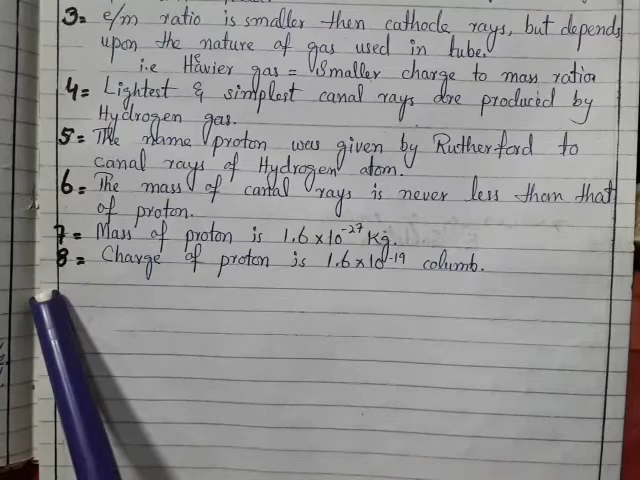 3= e/m ratio is smaller then cathode rays, but depends
upon the nature of gas used in tube.
i.e Heavier gas = Smaller charge to mass ratio
4= Lightest & simplest canal rays are produced by
Hydrogen gas.
5= The name proton was given by Rutherford to
canal rays of Hydrogen atom.
6= The mass of canal rays is never less than that
of proton.
7= Mass of proton is 1.6×10⁻²⁷ Kg.
8= Charge of proton is 1.6×10⁻¹⁹ columb.